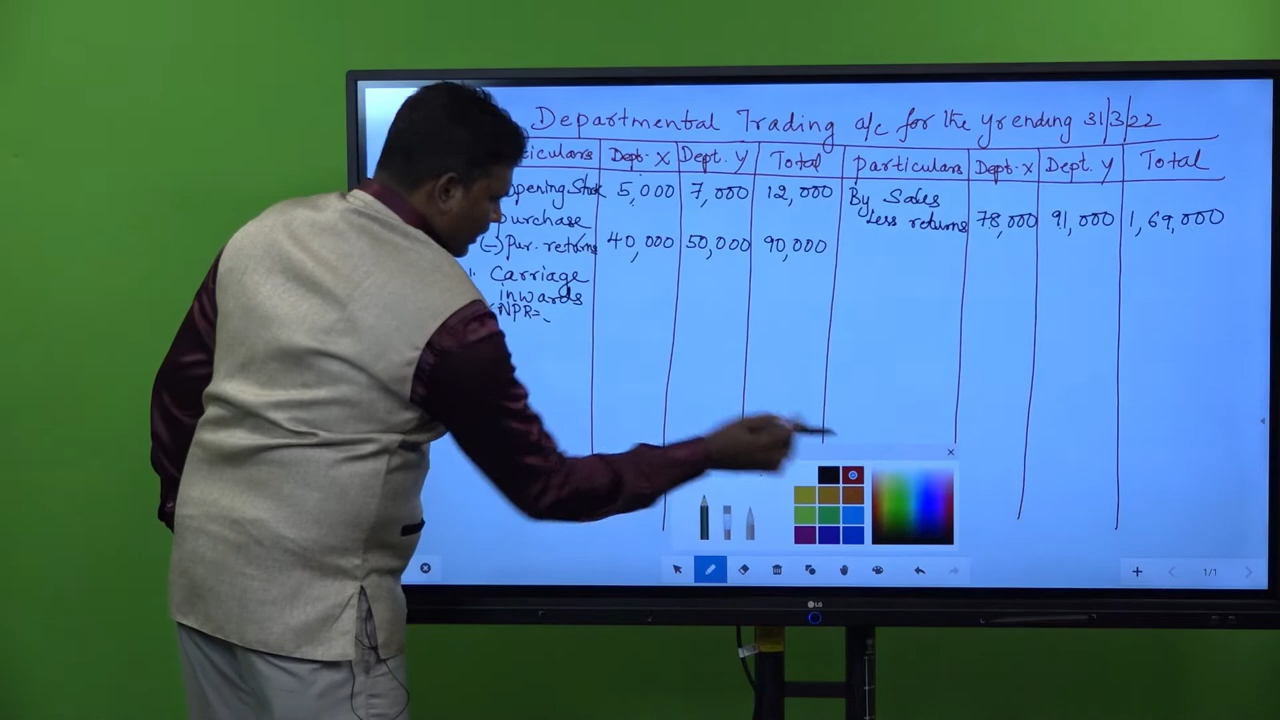 Departmental Trading a/c for the yr ending 31/3/22
Dept-X Dept. Y Total Particulars Dept-X Dept. Y Total
Opening Stock 5,000 7,000 12,000 By Sales
Purchase
Less returns 78,000 91,000 1,69,000
(-) Pur. returns 40,000 50,000 90,000
Carriage
inwards
NPR=
1/1
LG